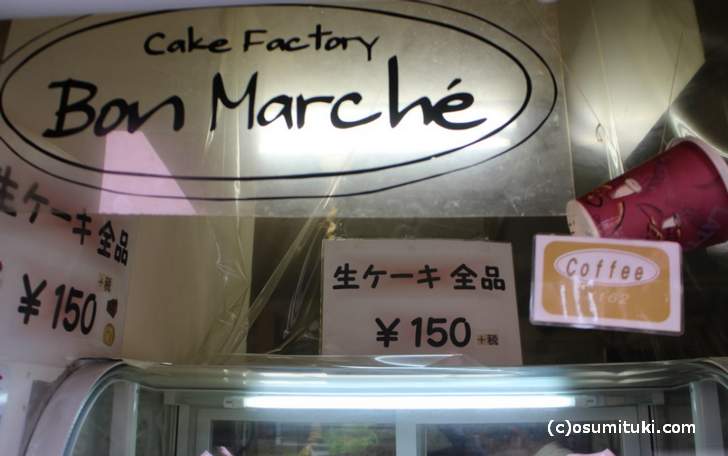 Cake Factory
Bon Marché
生ケーキ 全品
¥150 +税
生ケーキ 全品
¥150 +税
Coffee
(c)osumituki.com